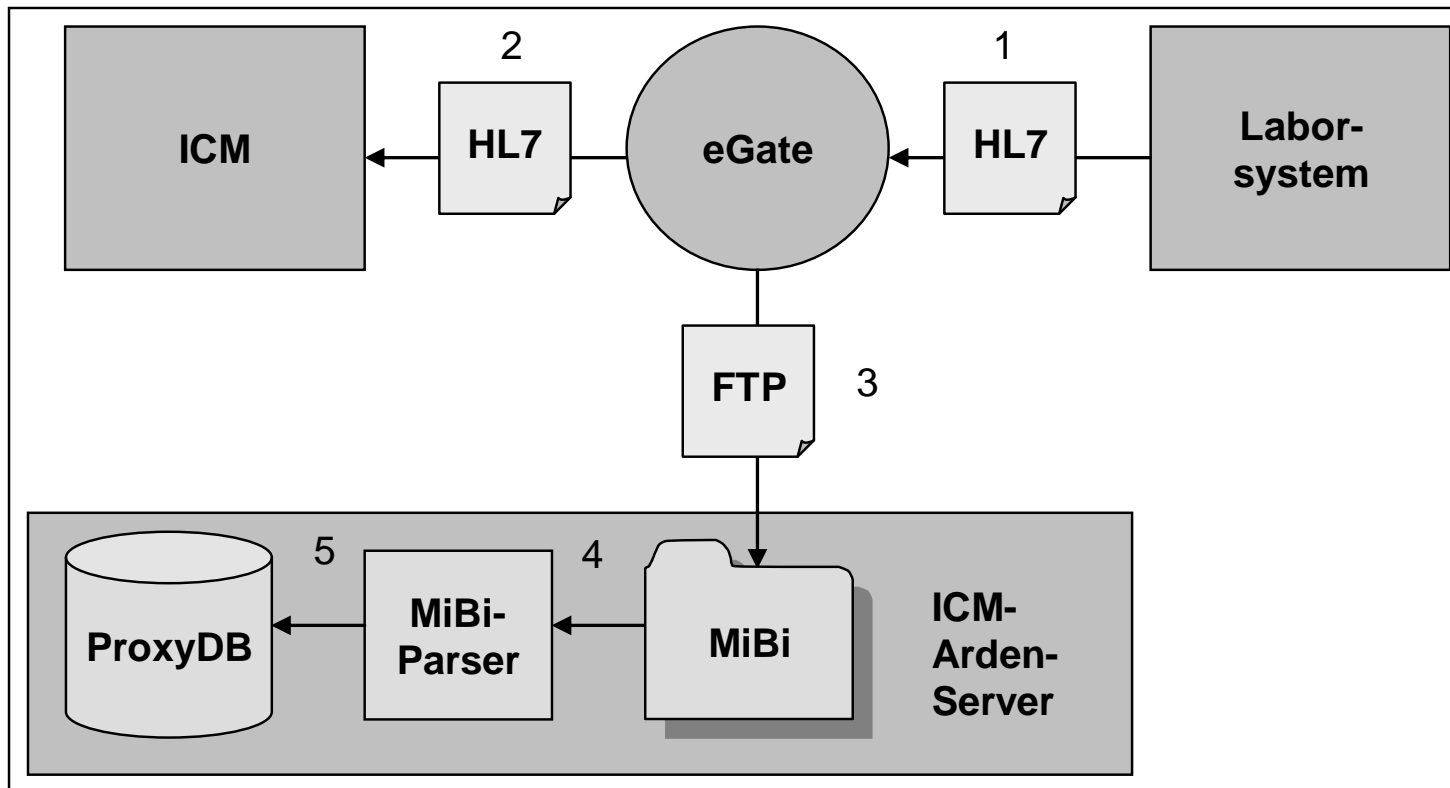 2
1
ICM
HL7
eGate
HL7
Labor-
system
FTP
3
5
4
ProxyDB
MiBi-
Parser
MiBi
ICM-
Arden-
Server